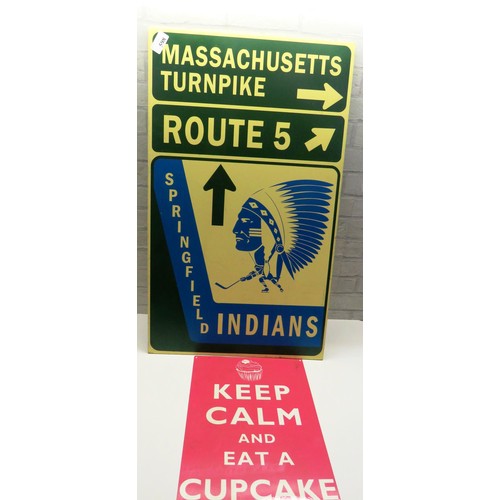 MASSACHUSETTS
TURNPIKE
ROUTE 5
SPRINGFIELD
INDIANS
KEEP
CALM
AND
EAT A
CUPCAKE